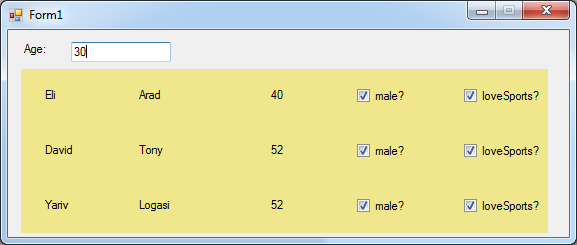 Form1
Age: 30
Eli Arad 40 male? loveSports?
David Tony 52 male? loveSports?
Yariv Logasi 52 male? loveSports?